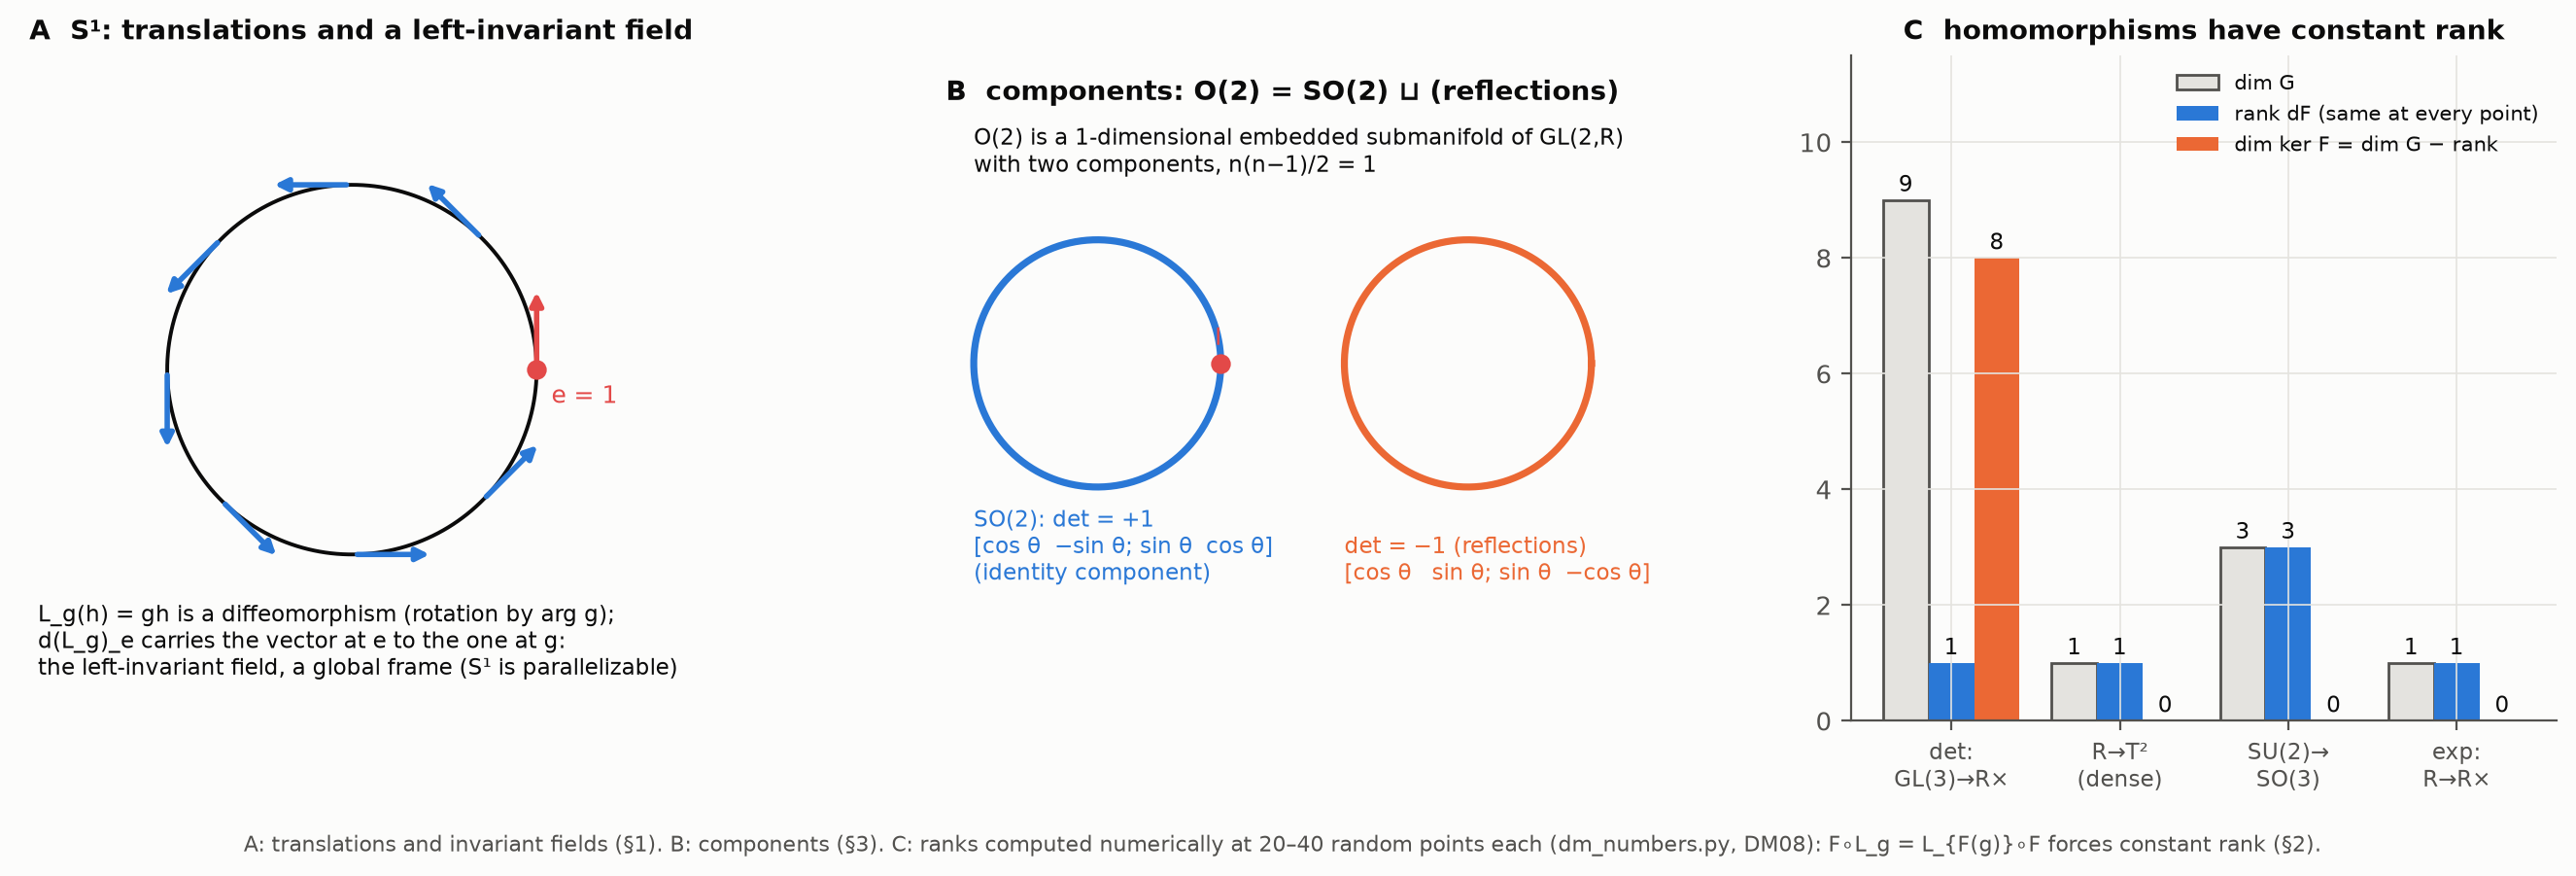 A S¹: translations and a left-invariant field
e = 1
L_g(h) = gh is a diffeomorphism (rotation by arg g);
d(L_g)_e carries the vector at e to the one at g:
the left-invariant field, a global frame (S¹ is parallelizable)
B components: O(2) = SO(2) ⊔ (reflections)
O(2) is a 1-dimensional embedded submanifold of GL(2,R)
with two components, n(n−1)/2 = 1
SO(2): det = +1
[cos θ −sin θ; sin θ cos θ]
(identity component)
det = −1 (reflections)
[cos θ sin θ; sin θ −cos θ]
C homomorphisms have constant rank
dim G
rank dF (same at every point)
dim ker F = dim G − rank
10
8
6
4
2
0
9
1
8
1
1
0
3
3
0
1
1
0
det:
GL(3)→R×
R→T²
(dense)
SU(2)→
SO(3)
exp:
R→R×
A: translations and invariant fields (§1). B: components (§3). C: ranks computed numerically at 20–40 random points each (dm_numbers.py, DM08): F∘L_g = L_{F(g)}∘F forces constant rank (§2).